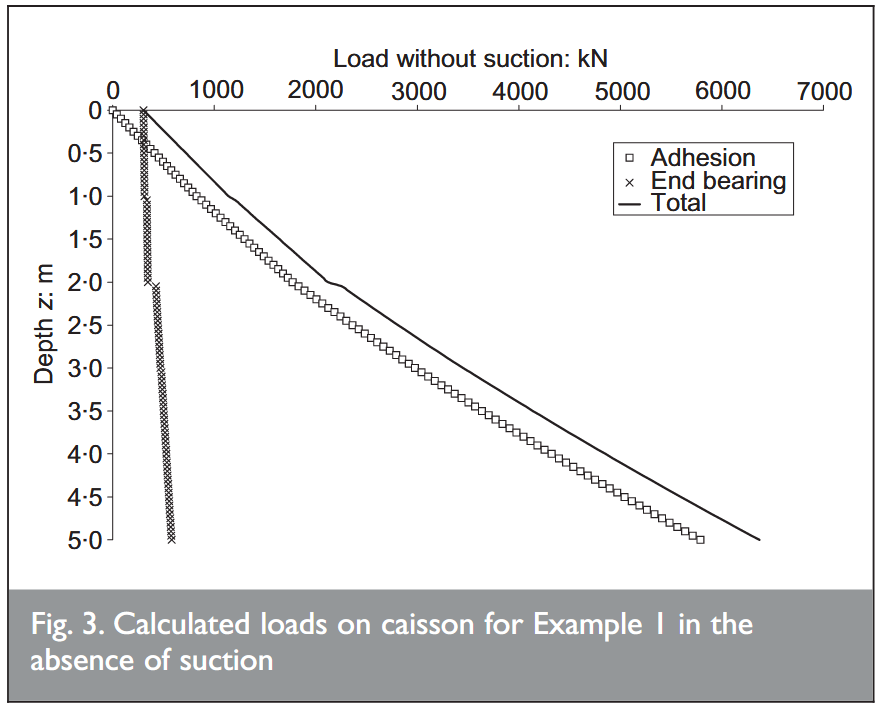 Load without suction: kN
0 1000 2000 3000 4000 5000 6000 7000
0
0·5
1·0
1·5
2·0
2·5
3·0
3·5
4·0
4·5
5·0
Depth z: m
Adhesion
End bearing
Total
Fig. 3. Calculated loads on caisson for Example 1 in the
absence of suction